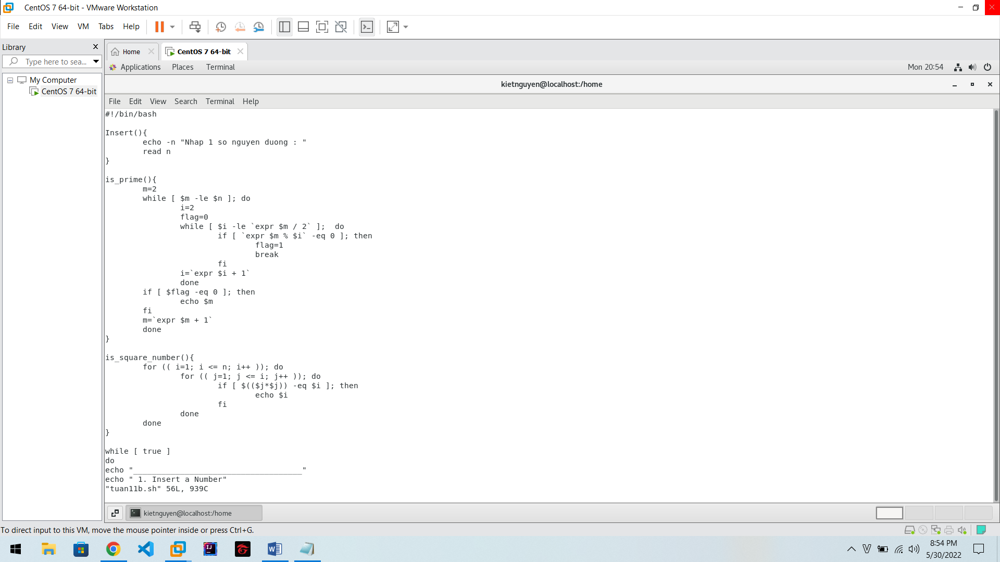 CentOS 7 64-bit - VMware Workstation
File Edit View VM Tabs Help
Library
Home
CentOS 7 64-bit
Type here to sea...
Applications Places Terminal
Mon 20:54
My Computer
CentOS 7 64-bit
kietnguyen@localhost:/home
File Edit View Search Terminal Help
#!/bin/bash
Insert(){
        echo -n "Nhap 1 so nguyen duong : "
        read n
}
is_prime(){
        m=2
        while [ $m -le $n ]; do
                i=2
                flag=0
                while [ $i -le `expr $m / 2` ];  do
                        if [ `expr $m % $i` -eq 0 ]; then
                                flag=1
                                break
                        fi
                i=`expr $i + 1`
                done
        if [ $flag -eq 0 ]; then
                echo $m
        fi
        m=`expr $m + 1`
        done
}
is_square_number(){
        for (( i=1; i <= n; i++ )); do
                for (( j=1; j <= i; j++ )); do
                        if [ $(($j*$j)) -eq $i ]; then
                                echo $i
                        fi
                done
        done
}
while [ true ]
do
echo "____________________________________"
echo " 1. Insert a Number"
"tuan11b.sh" 56L, 939C
kietnguyen@localhost:/home
To direct input to this VM, move the mouse pointer inside or press Ctrl+G.
8:54 PM
5/30/2022